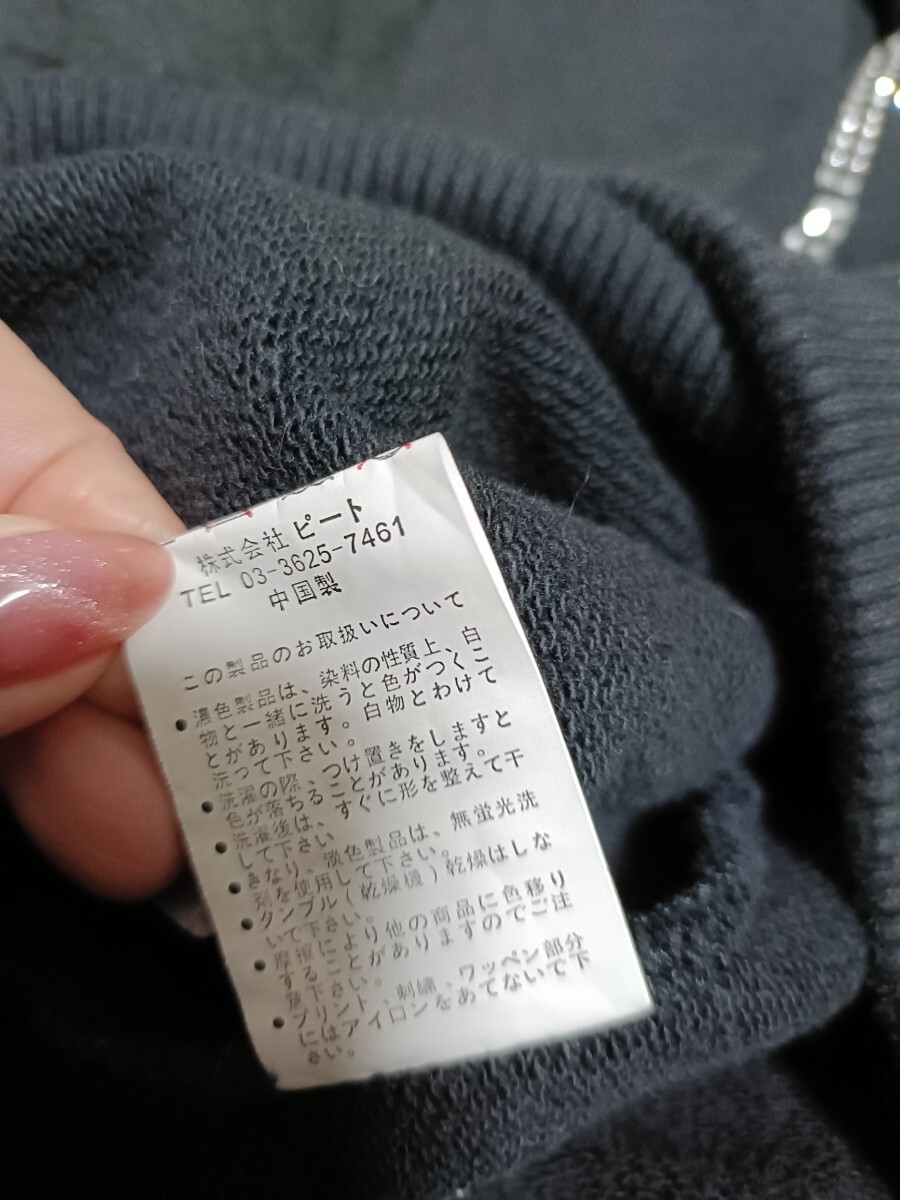 株式会社 ピート
TEL 03-3625-7461
中国製
この製品のお取扱いについて
● 濃色製品は、染料の性質上、白
物と一緒に洗うと色がつくこ
とがあります。白物とわけて
洗って下さい。
● 洗濯の際、つけ置きをしますと
色が落ちることがあります。
● 洗濯後は、すぐに形を整えて干
して下さい
● きなり、淡色製品は、無蛍光洗
剤を使用して下さい。
● タンブル(乾燥機)乾燥はしな
いで下さい。
● 摩擦により他の商品に色移り
することがありますのでご注
意下さい。
● プリント、刺繍、ワッペン部分
にはアイロンをあてないで下
さい。